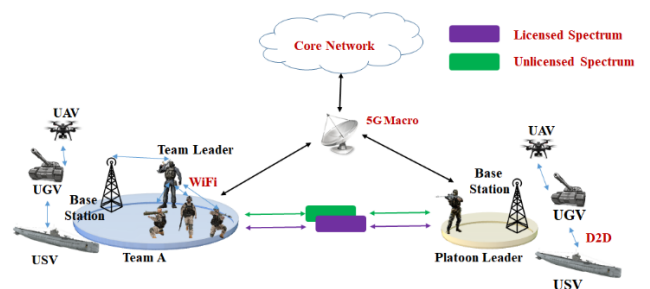 Core Network
Licensed Spectrum
Unlicensed Spectrum
5G Macro
UAV
Team Leader
UGV
WiFi
Base
Station
USV
Team A
UAV
Base
Station
UGV
D2D
Platoon Leader
USV